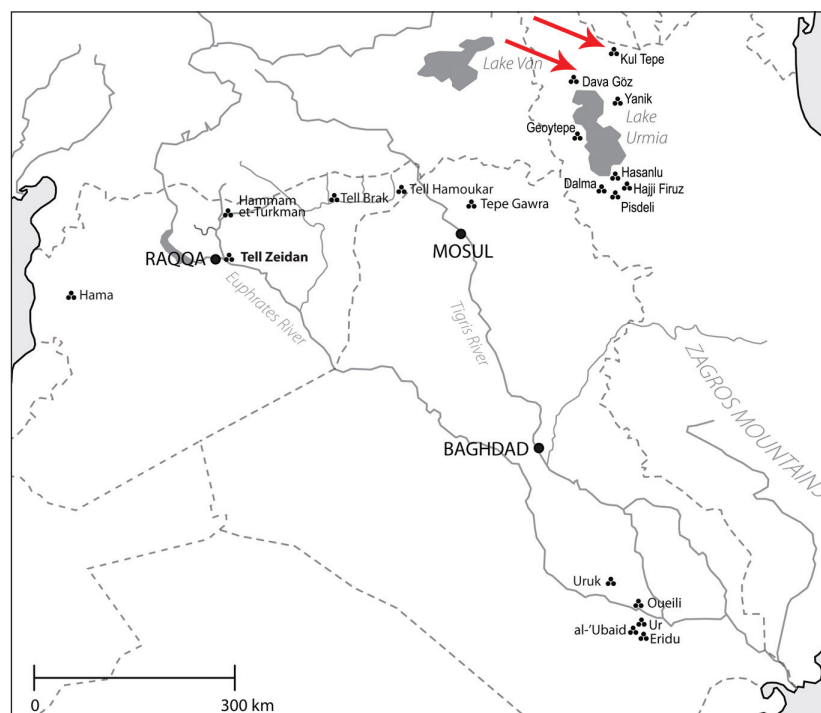 Kul Tepe
Lake Van
Dava Göz
Yanik
Lake
Urmia
Geoytepe
Hasanlu
Dalma
Hajji Firuz
Pisdeli
Tell Hamoukar
Tell Brak
Tepe Gawra
Hammam
et-Turkman
MOSUL
RAQQA
Tell Zeidan
Hama
Euphrates River
Tigris River
ZAGROS MOUNTAINS
BAGHDAD
Uruk
Oueili
Ur
al-'Ubaid
Eridu
0
300 km